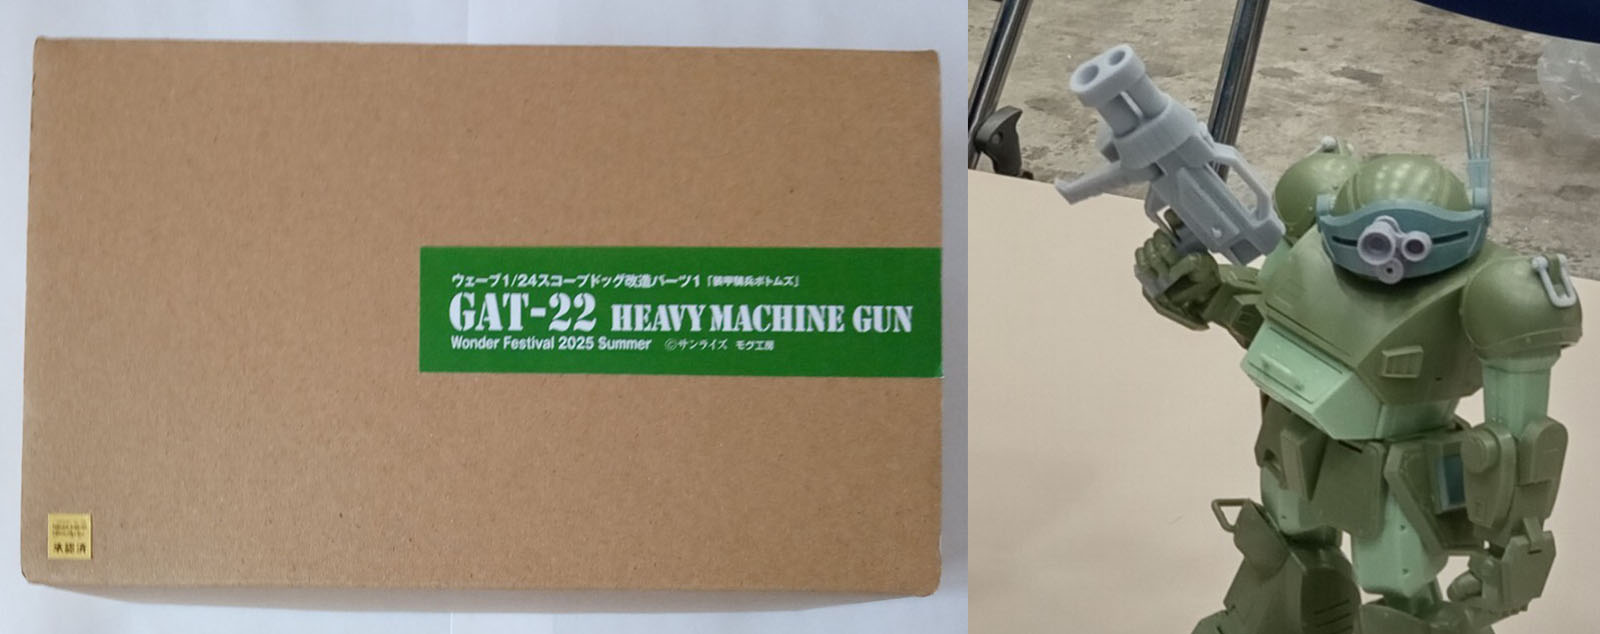 ウェーブ1/24スコープドッグ改造パーツ1「装甲騎兵ボトムズ」
GAT-22 HEAVY MACHINE GUN
Wonder Festival 2025 Summer ©サンライズ モグ工房
承認済